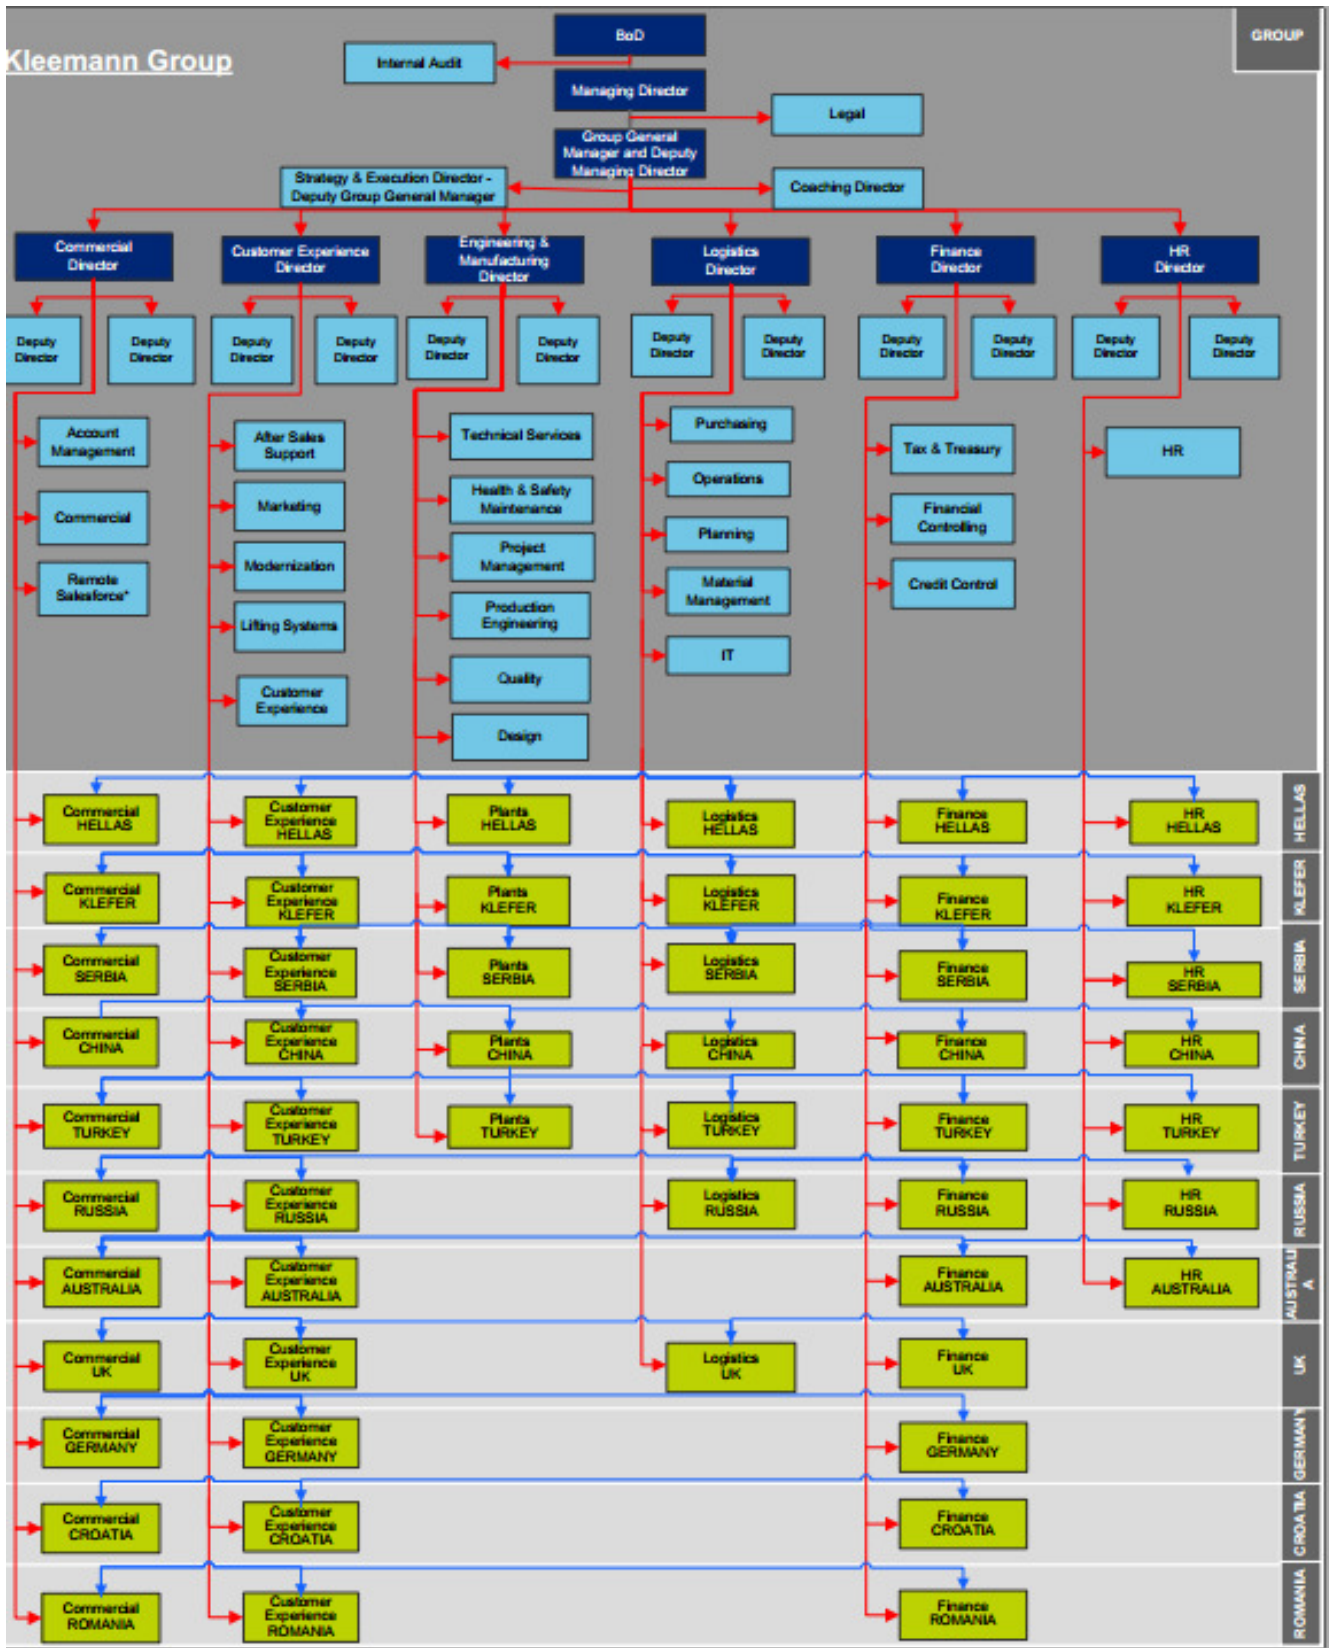 BoD
GROUP
Kleemann Group
Internal Audit
Managing Director
Legal
Group General
Manager and Deputy
Managing Director
Strategy & Execution Director -
Deputy Group General Manager
Coaching Director
Commercial
Director
Customer Experience
Director
Engineering &
Manufacturing
Director
Logistics
Director
Finance
Director
HR
Director
Deputy
Director
Deputy
Director
Deputy
Director
Deputy
Director
Deputy
Director
Deputy
Director
Deputy
Director
Deputy
Director
Deputy
Director
Deputy
Director
Deputy
Director
Deputy
Director
Account
Management
Commercial
Remote
Salesforce*
After Sales
Support
Marketing
Modernization
Lifting Systems
Customer
Experience
Technical Services
Health & Safety
Maintenance
Project
Management
Production
Engineering
Quality
Design
Purchasing
Operations
Planning
Material
Management
IT
Tax & Treasury
Financial
Controlling
Credit Control
HR
Commercial
HELLAS
Customer
Experience
HELLAS
Plants
HELLAS
Logistics
HELLAS
Finance
HELLAS
HR
HELLAS
HELLAS
Commercial
KLEFER
Customer
Experience
KLEFER
Plants
KLEFER
Logistics
KLEFER
Finance
KLEFER
HR
KLEFER
KLEFER
Commercial
SERBIA
Customer
Experience
SERBIA
Plants
SERBIA
Logistics
SERBIA
Finance
SERBIA
HR
SERBIA
SERBIA
Commercial
CHINA
Customer
Experience
CHINA
Plants
CHINA
Logistics
CHINA
Finance
CHINA
HR
CHINA
CHINA
Commercial
TURKEY
Customer
Experience
TURKEY
Plants
TURKEY
Logistics
TURKEY
Finance
TURKEY
HR
TURKEY
TURKEY
Commercial
RUSSIA
Customer
Experience
RUSSIA
Logistics
RUSSIA
Finance
RUSSIA
HR
RUSSIA
RUSSIA
Commercial
AUSTRALIA
Customer
Experience
AUSTRALIA
Finance
AUSTRALIA
HR
AUSTRALIA
AUSTRALI
A
Commercial
UK
Customer
Experience
UK
Logistics
UK
Finance
UK
UK
Commercial
GERMANY
Customer
Experience
GERMANY
Finance
GERMANY
GERMANY
Commercial
CROATIA
Customer
Experience
CROATIA
Finance
CROATIA
CROATIA
Commercial
ROMANIA
Customer
Experience
ROMANIA
Finance
ROMANIA
ROMANIA